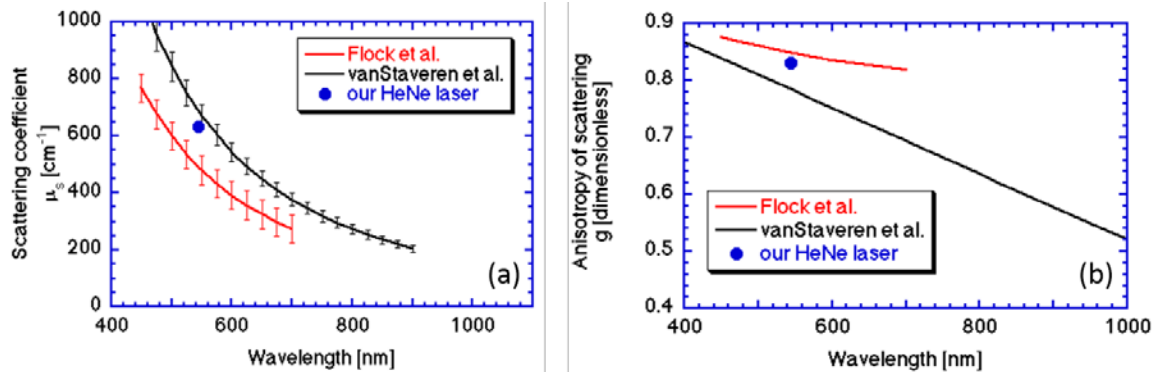 1000
800
600
400
200
0
Scattering coefficient
μs [cm-1]
Flock et al.
vanStaveren et al.
our HeNe laser
(a)
400 600 800 1000
Wavelength [nm]
0.9
0.8
0.7
0.6
0.5
0.4
Anisotropy of scattering
g [dimensionless]
Flock et al.
vanStaveren et al.
our HeNe laser
(b)
400 600 800 1000
Wavelength [nm]